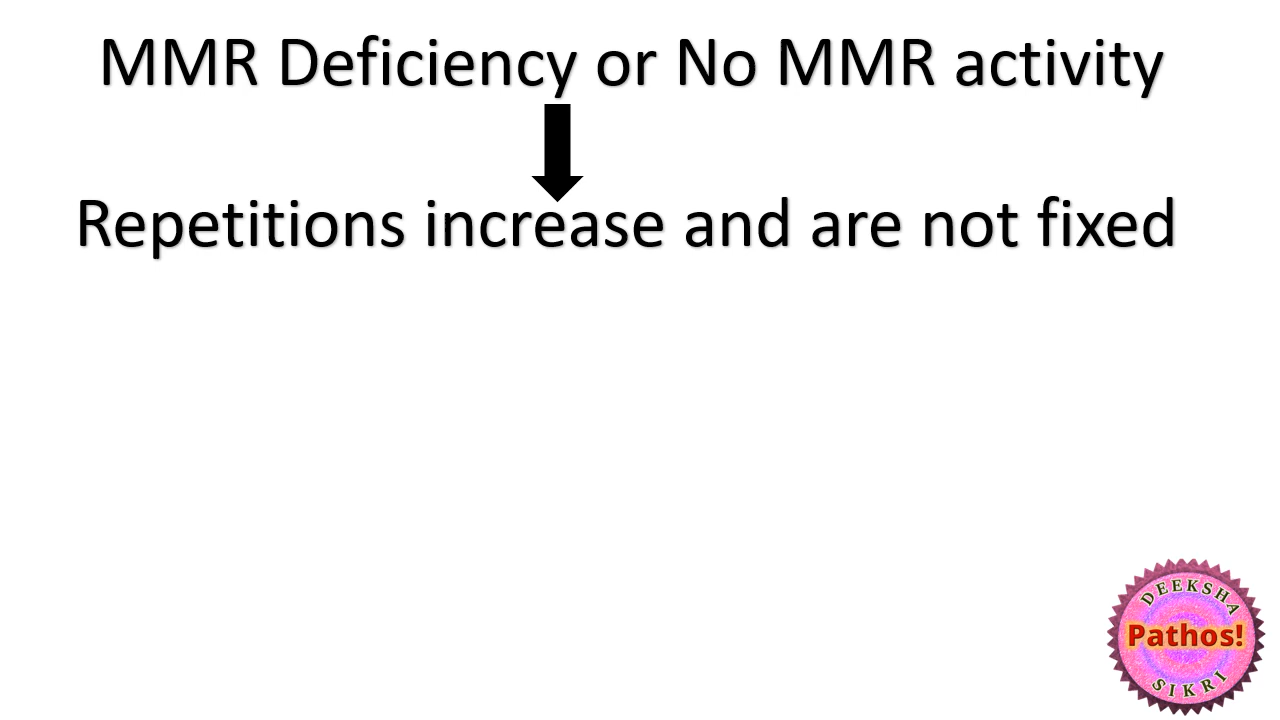 MMR Deficiency or No MMR activity
Repetitions increase and are not fixed
DEEKSHA
Pathos!
SIKRI